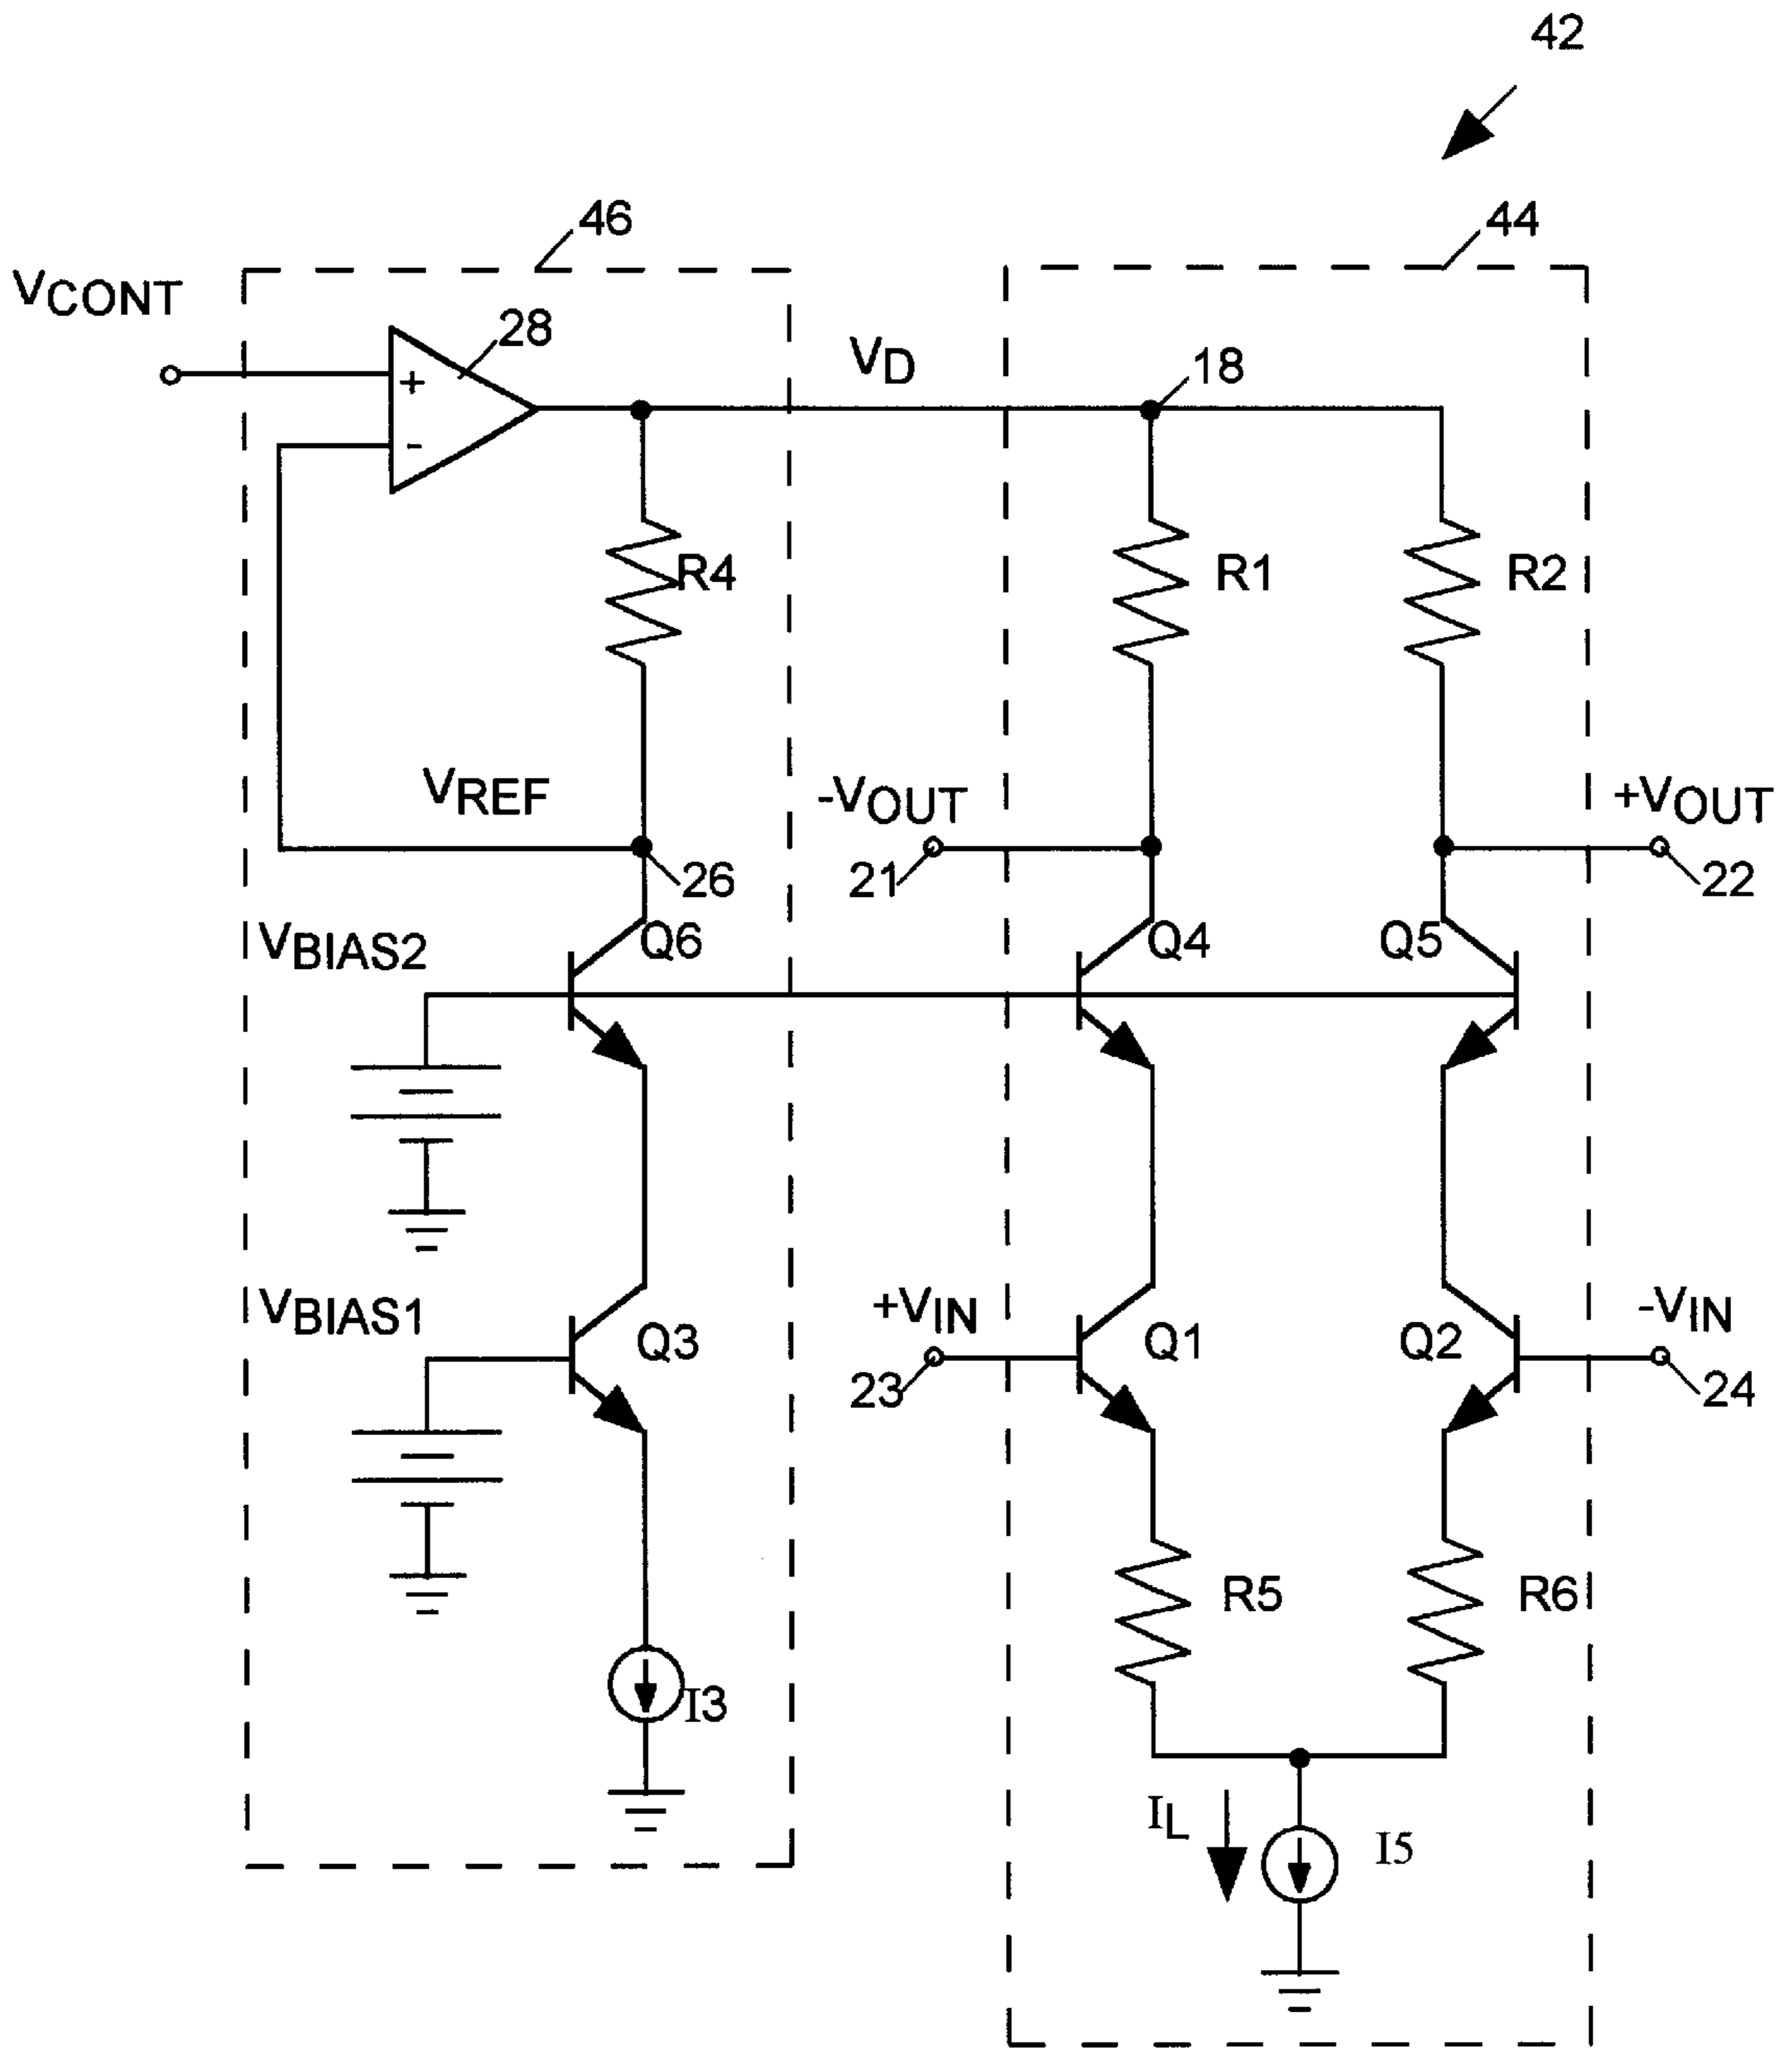 42
46
44
VCONT
28
+
-
VD
18
R4
R1
R2
VREF
-VOUT
+VOUT
26
21
22
VBIAS2
Q6
Q4
Q5
VBIAS1
Q3
+VIN
Q1
Q2
-VIN
23
24
R5
R6
I3
IL
I5